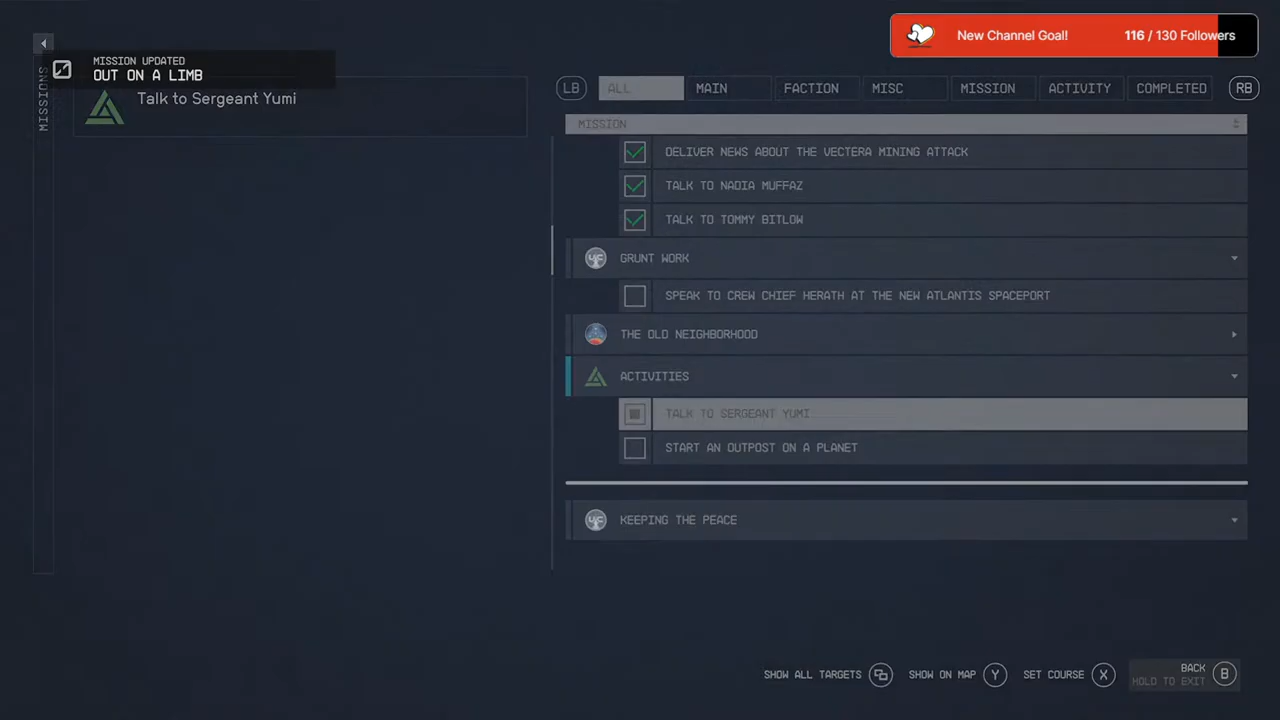 New Channel Goal!
116 / 130 Followers
MISSIONS
MISSION UPDATED
OUT ON A LIMB
Talk to Sergeant Yumi
LB
ALL
MAIN
FACTION
MISC
MISSION
ACTIVITY
COMPLETED
RB
MISSION
DELIVER NEWS ABOUT THE VECTERA MINING ATTACK
TALK TO NADIA MUFFAZ
TALK TO TOMMY BITLOW
UC
GRUNT WORK
SPEAK TO CREW CHIEF HERATH AT THE NEW ATLANTIS SPACEPORT
THE OLD NEIGHBORHOOD
ACTIVITIES
TALK TO SERGEANT YUMI
START AN OUTPOST ON A PLANET
UC
KEEPING THE PEACE
SHOW ALL TARGETS
SHOW ON MAP Y
SET COURSE X
BACK B
HOLD TO EXIT